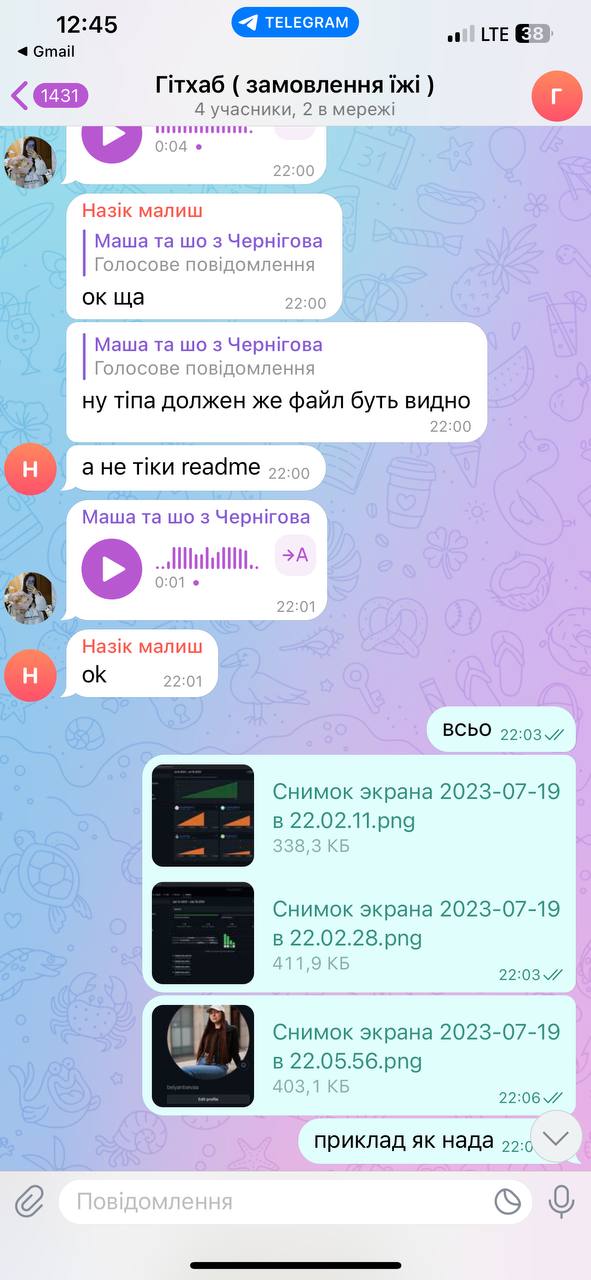 12:45
TELEGRAM
LTE
38
Gmail
1431
Гітхаб ( замовлення їжі )
4 учасники, 2 в мережі
Г
0:04
22:00
Назік малиш
Маша та шо з Чернігова
Голосове повідомлення
ок ща
22:00
Маша та шо з Чернігова
Голосове повідомлення
ну тіпа должен же файл буть видно
22:00
Н
а не тіки readme 22:00
Маша та шо з Чернігова
→A
0:01
22:01
Назік малиш
Н
ok 22:01
всьо 22:03
Снимок экрана 2023-07-19
в 22.02.11.png
338,3 КБ
Снимок экрана 2023-07-19
в 22.02.28.png
411,9 КБ
22:03
Снимок экрана 2023-07-19
в 22.05.56.png
403,1 КБ
Edit profile
22:06
приклад як нада 22:0
Повідомлення